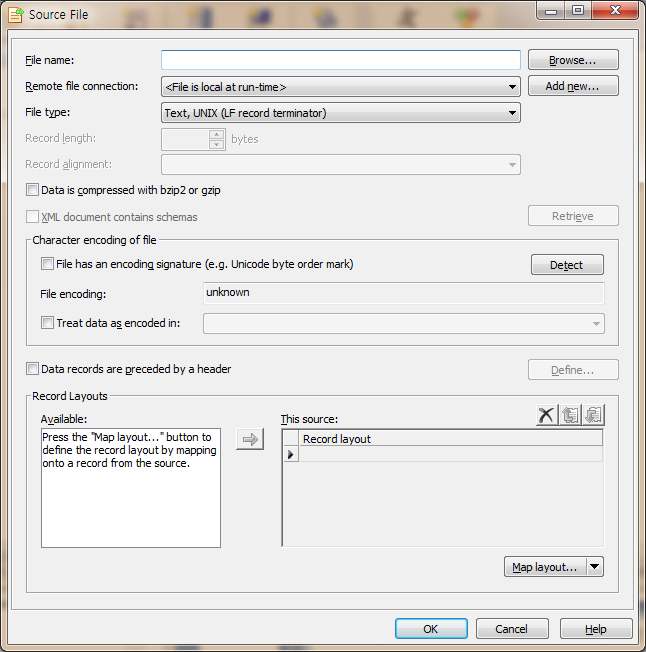 Source File
File name:
Browse...
Remote file connection:
<File is local at run-time>
Add new...
File type:
Text, UNIX (LF record terminator)
Record length:
bytes
Record alignment:
Data is compressed with bzip2 or gzip
XML document contains schemas
Retrieve
Character encoding of file
File has an encoding signature (e.g. Unicode byte order mark)
Detect
File encoding:
unknown
Treat data as encoded in:
Data records are preceded by a header
Define...
Record Layouts
Available:
This source:
Press the "Map layout..." button to
define the record layout by mapping
onto a record from the source.
Record layout
Map layout...
OK
Cancel
Help